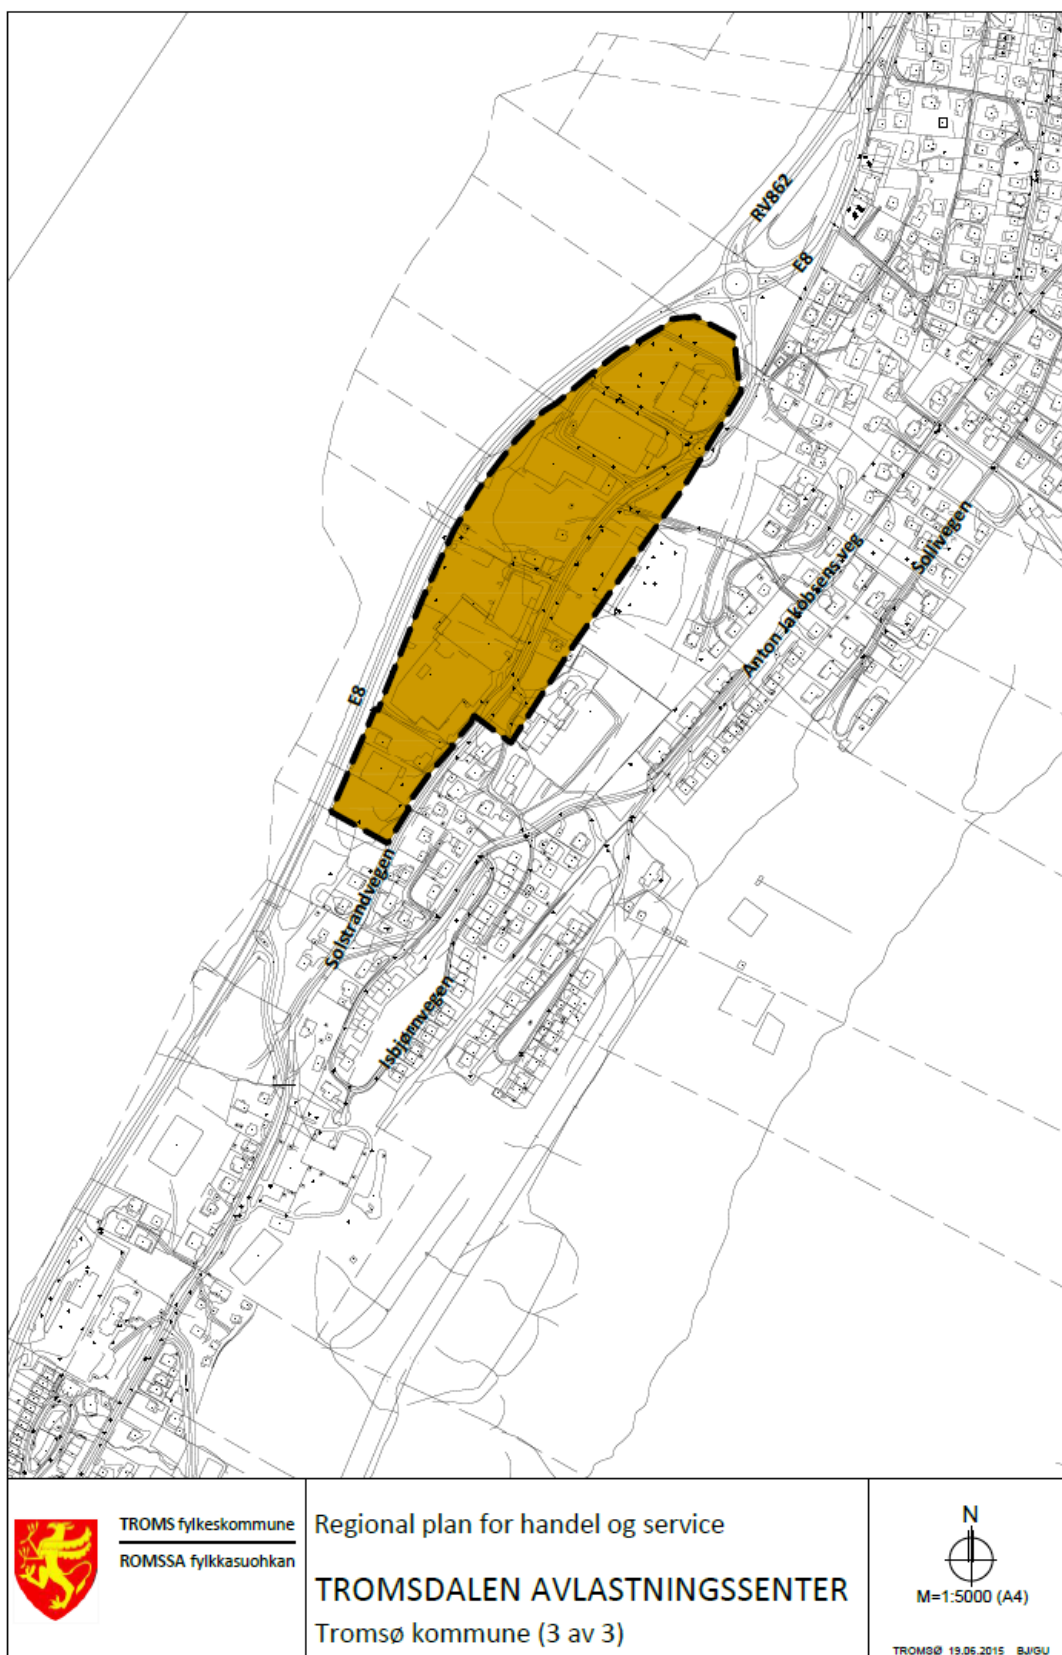 RV862
E8
Sollivegen
Anton Jakobsens veg
E8
Solstrandvegen
Isbjørnvegen
TROMS fylkeskommune
ROMSSA fylkkasuohkan
Regional plan for handel og service
TROMSDALEN AVLASTNINGSSENTER
Tromsø kommune (3 av 3)
N
M=1:5000 (A4)
TROMSØ 19.06.2015 BJ/GU